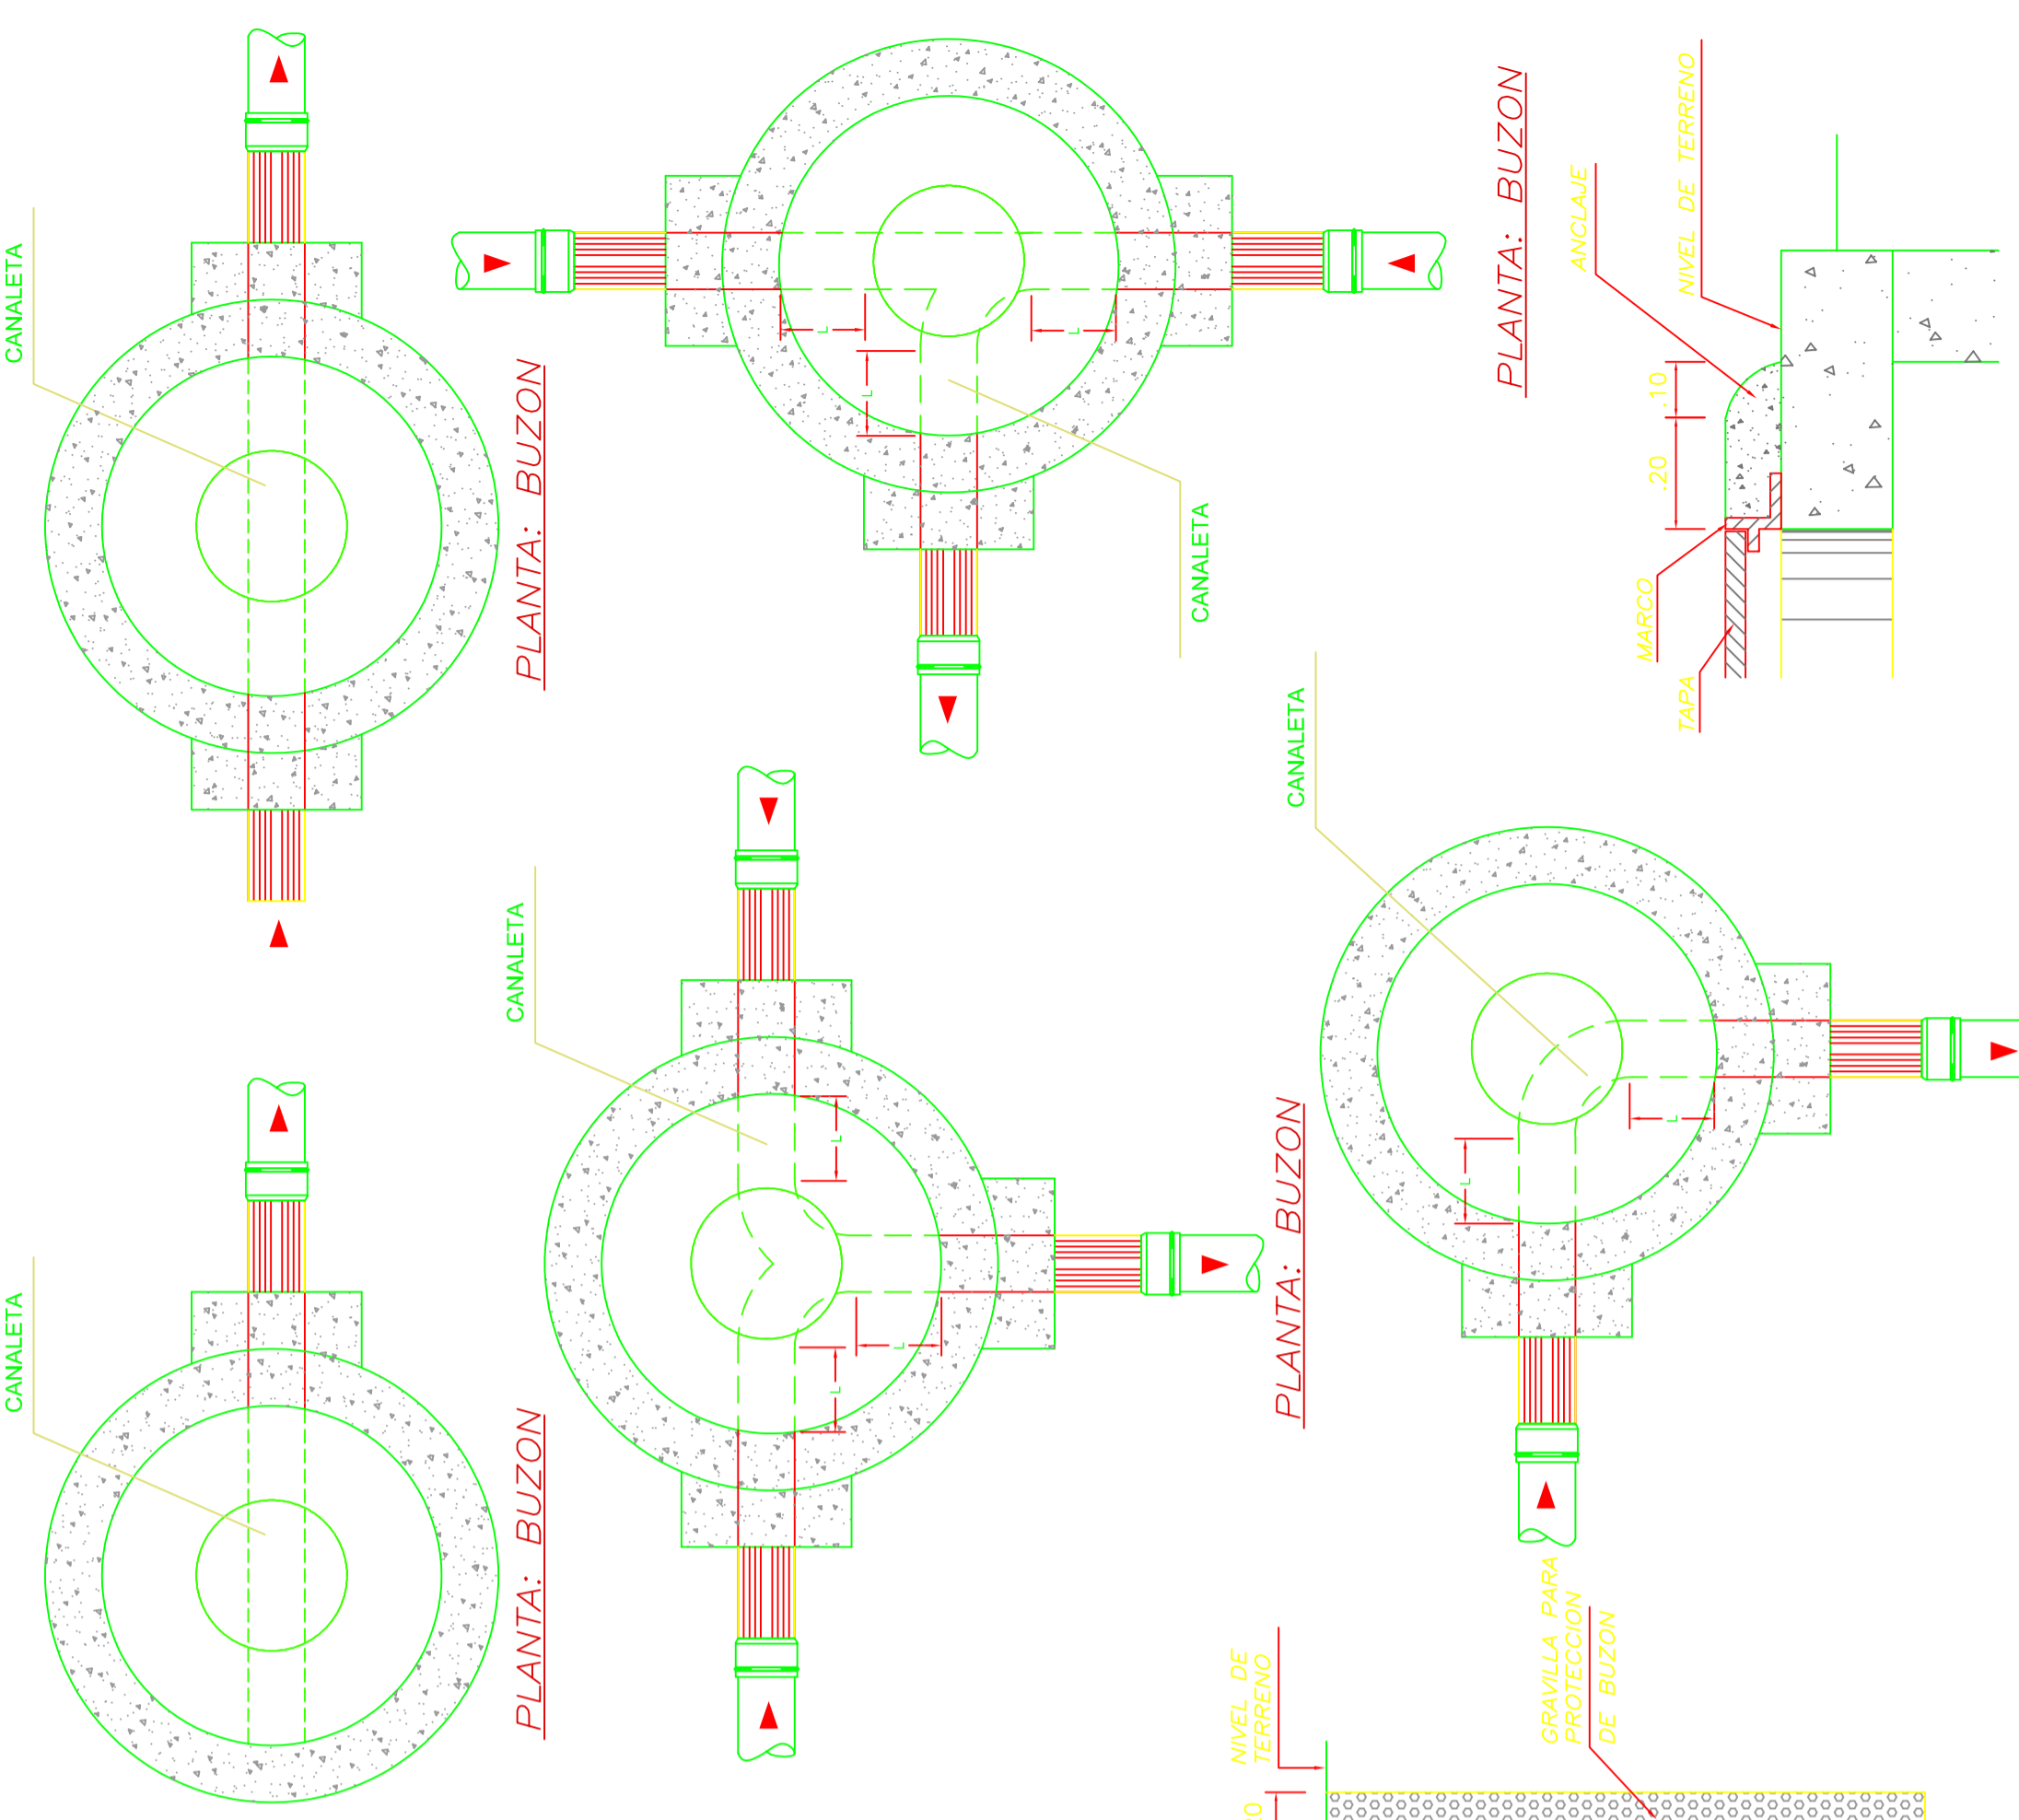 CANALETA
PLANTA: BUZON
CANALETA
PLANTA: BUZON
CANALETA
PLANTA: BUZON
CANALETA
PLANTA: BUZON
CANALETA
L
L
L
L
L
L
L
L
NIVEL DE TERRENO
ANCLAJE
.10
.20
MARCO
TAPA
NIVEL DE
TERRENO
GRAVILLA PARA
PROTECCION
DE BUZON